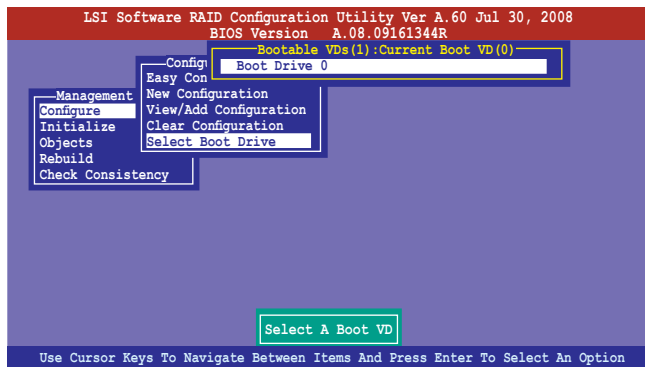 LSI Software RAID Configuration Utility Ver A.60 Jul 30, 2008
BIOS Version A.08.09161344R
Bootable VDs(1):Current Boot VD(0)
Boot Drive 0
Config
Easy Con
New Configuration
View/Add Configuration
Clear Configuration
Select Boot Drive
Management
Configure
Initialize
Objects
Rebuild
Check Consistency
Select A Boot VD
Use Cursor Keys To Navigate Between Items And Press Enter To Select An Option